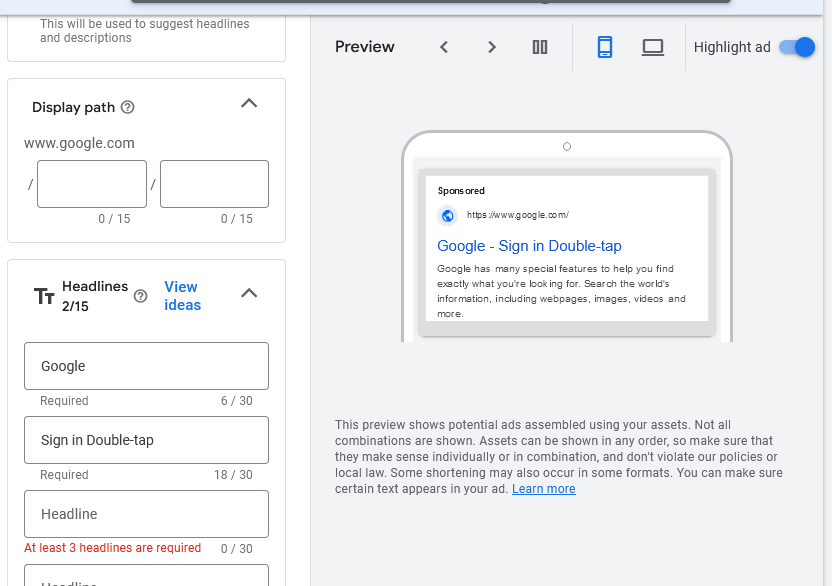 This will be used to suggest headlines
and descriptions
Display path
www.google.com
/ /
0 / 15 0 / 15
Headlines
2/15
View
ideas
Google
Required 6 / 30
Sign in Double-tap
Required 18 / 30
Headline
At least 3 headlines are required 0 / 30
Headline
Preview
Highlight ad
Sponsored
https://www.google.com/
Google - Sign in Double-tap
Google has many special features to help you find
exactly what you're looking for. Search the world's
information, including webpages, images, videos and
more.
This preview shows potential ads assembled using your assets. Not all
combinations are shown. Assets can be shown in any order, so make sure that
they make sense individually or in combination, and don't violate our policies or
local law. Some shortening may also occur in some formats. You can make sure
certain text appears in your ad. Learn more